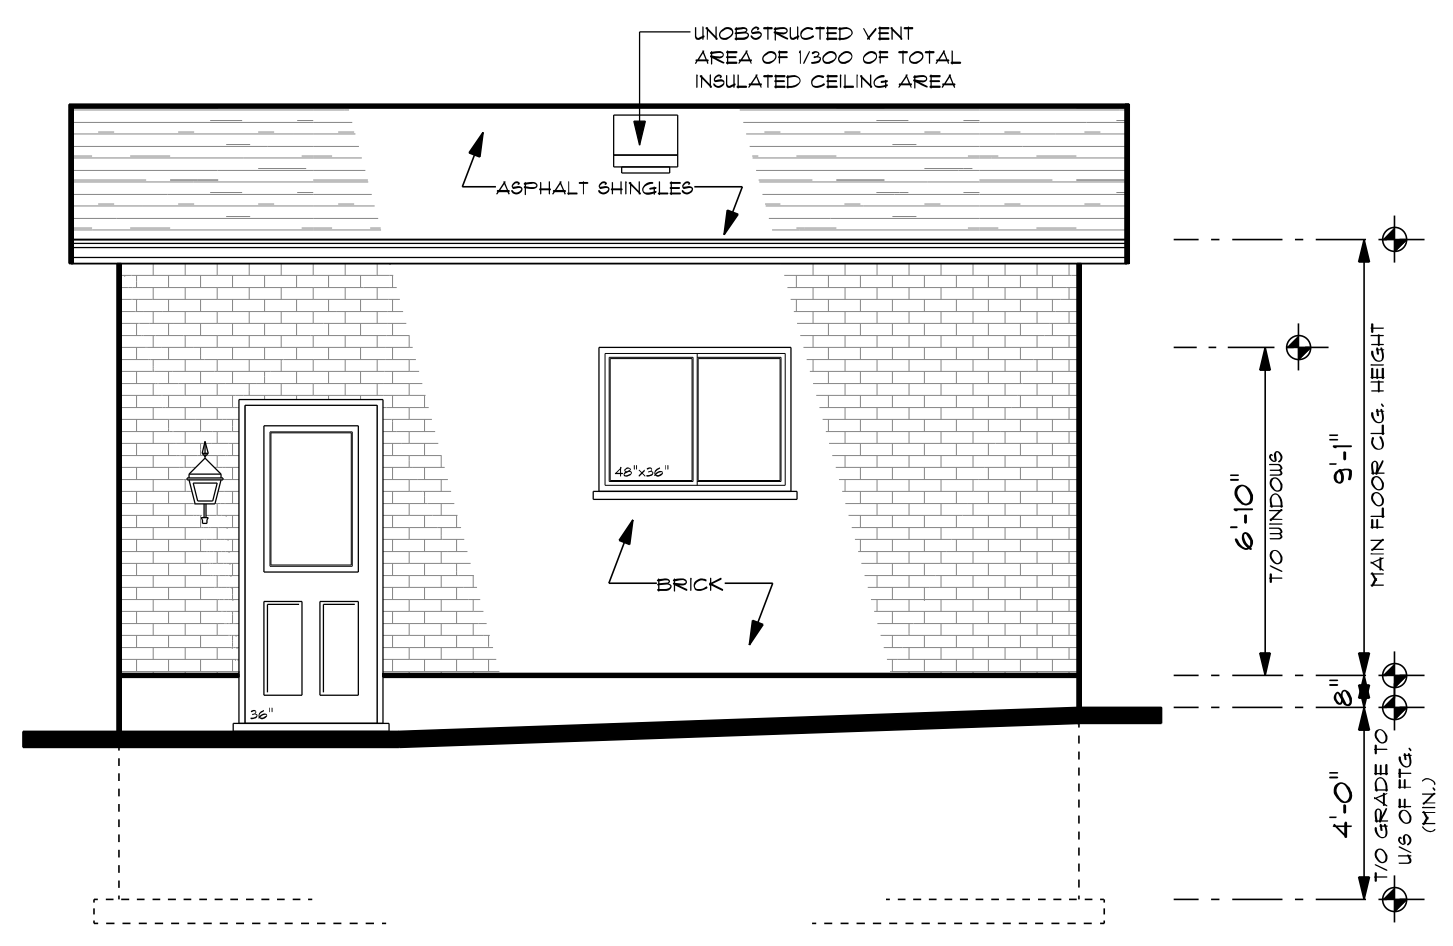 UNOBSTRUCTED VENT
AREA OF 1/300 OF TOTAL
INSULATED CEILING AREA
ASPHALT SHINGLES
48"x36"
BRICK
36"
6'-10"
T/O WINDOWS
9'-1"
MAIN FLOOR CLG. HEIGHT
8"
4'-0"
T/O GRADE TO
U/S OF FTG.
(MIN.)